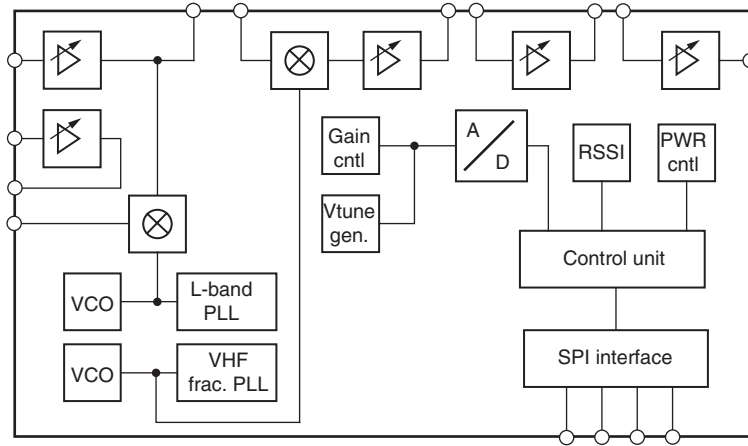 Gain
cntl
A
D
RSSI
PWR
cntl
Vtune
gen.
Control unit
VCO
L-band
PLL
VCO
VHF
frac. PLL
SPI interface